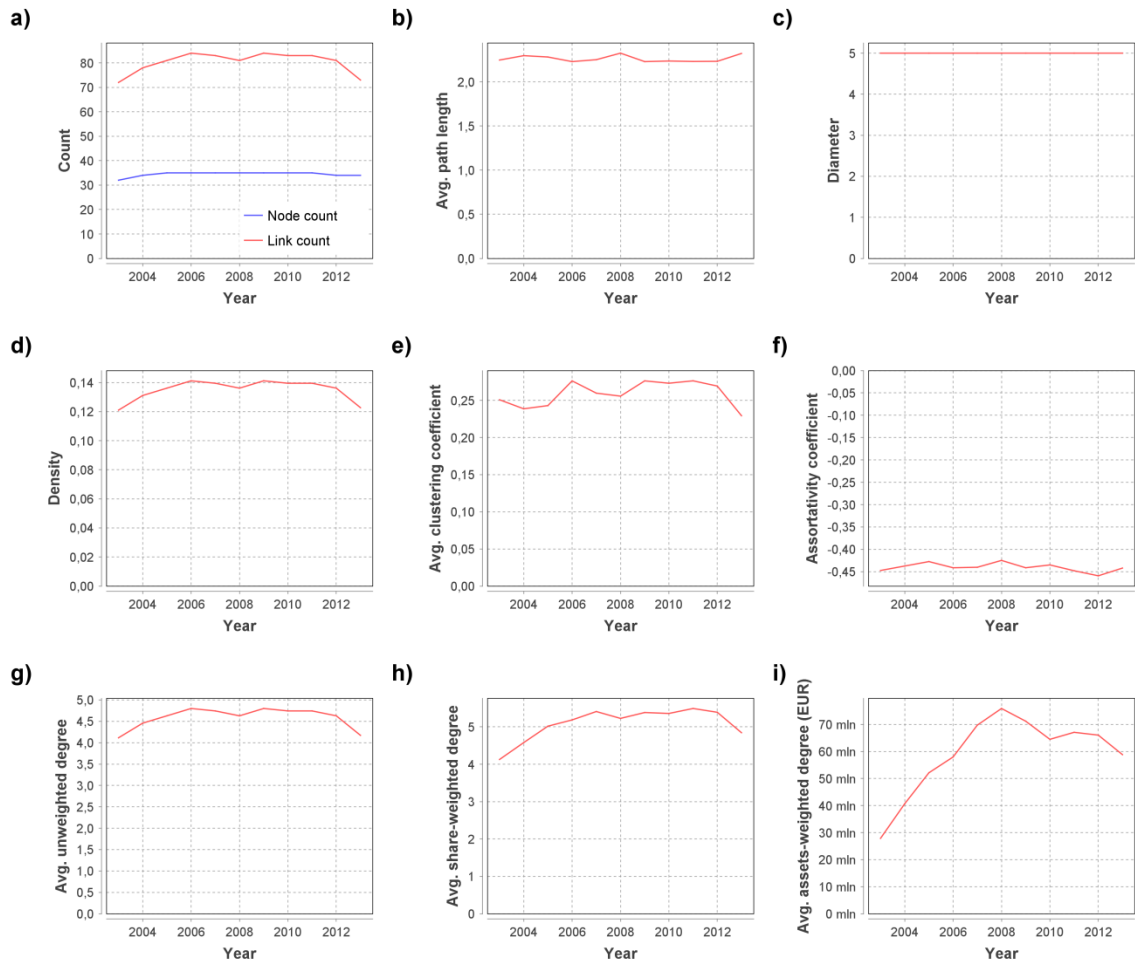 a)
Count
80
70
60
50
40
30
20
10
0
Node count
Link count
2004 2006 2008 2010 2012
Year
b)
Avg. path length
2,0
1,5
1,0
0,5
0,0
2004 2006 2008 2010 2012
Year
c)
Diameter
5
4
3
2
1
0
2004 2006 2008 2010 2012
Year
d)
Density
0,14
0,12
0,10
0,08
0,06
0,04
0,02
0,00
2004 2006 2008 2010 2012
Year
e)
Avg. clustering coefficient
0,25
0,20
0,15
0,10
0,05
0,00
2004 2006 2008 2010 2012
Year
f)
Assortativity coefficient
0,00
-0,05
-0,10
-0,15
-0,20
-0,25
-0,30
-0,35
-0,40
-0,45
2004 2006 2008 2010 2012
Year
g)
Avg. unweighted degree
5,0
4,5
4,0
3,5
3,0
2,5
2,0
1,5
1,0
0,5
0,0
2004 2006 2008 2010 2012
Year
h)
Avg. share-weighted degree
5
4
3
2
1
0
2004 2006 2008 2010 2012
Year
i)
Avg. assets-weighted degree (EUR)
70 mln
60 mln
50 mln
40 mln
30 mln
20 mln
10 mln
0 mln
2004 2006 2008 2010 2012
Year